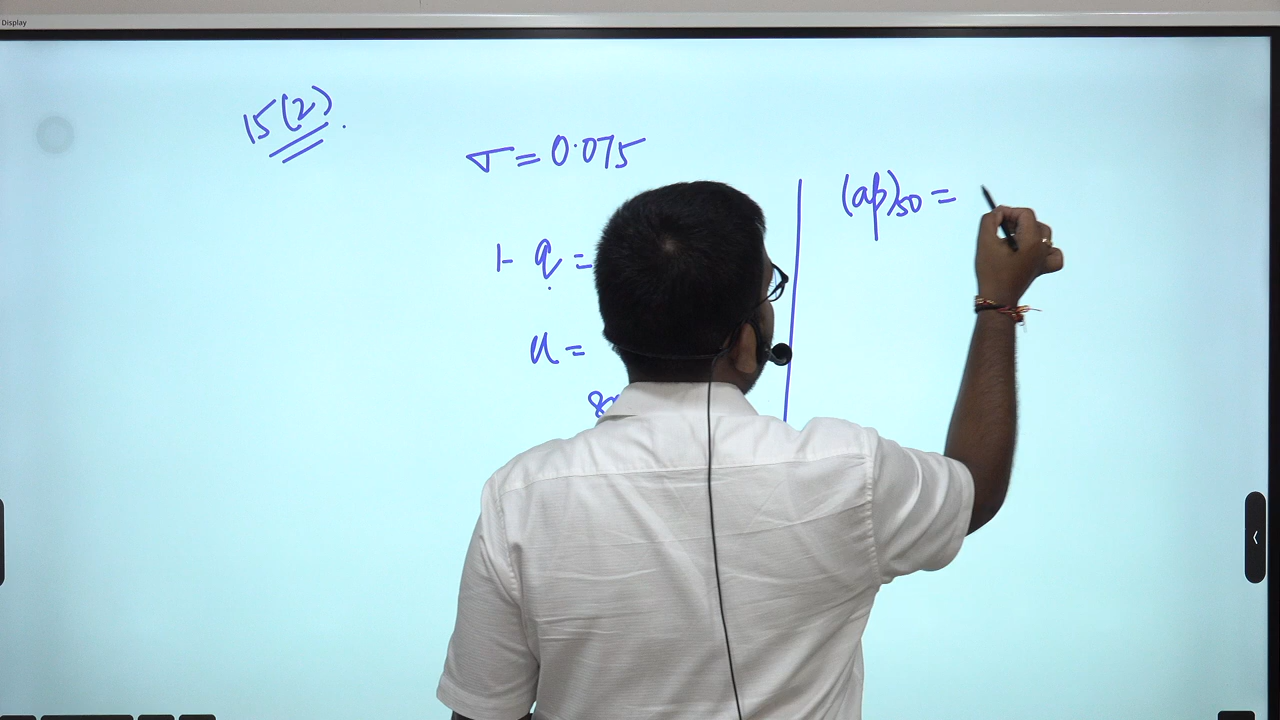 Display
15(2).
σ = 0.075
1- q =
u =
(ap)50 =